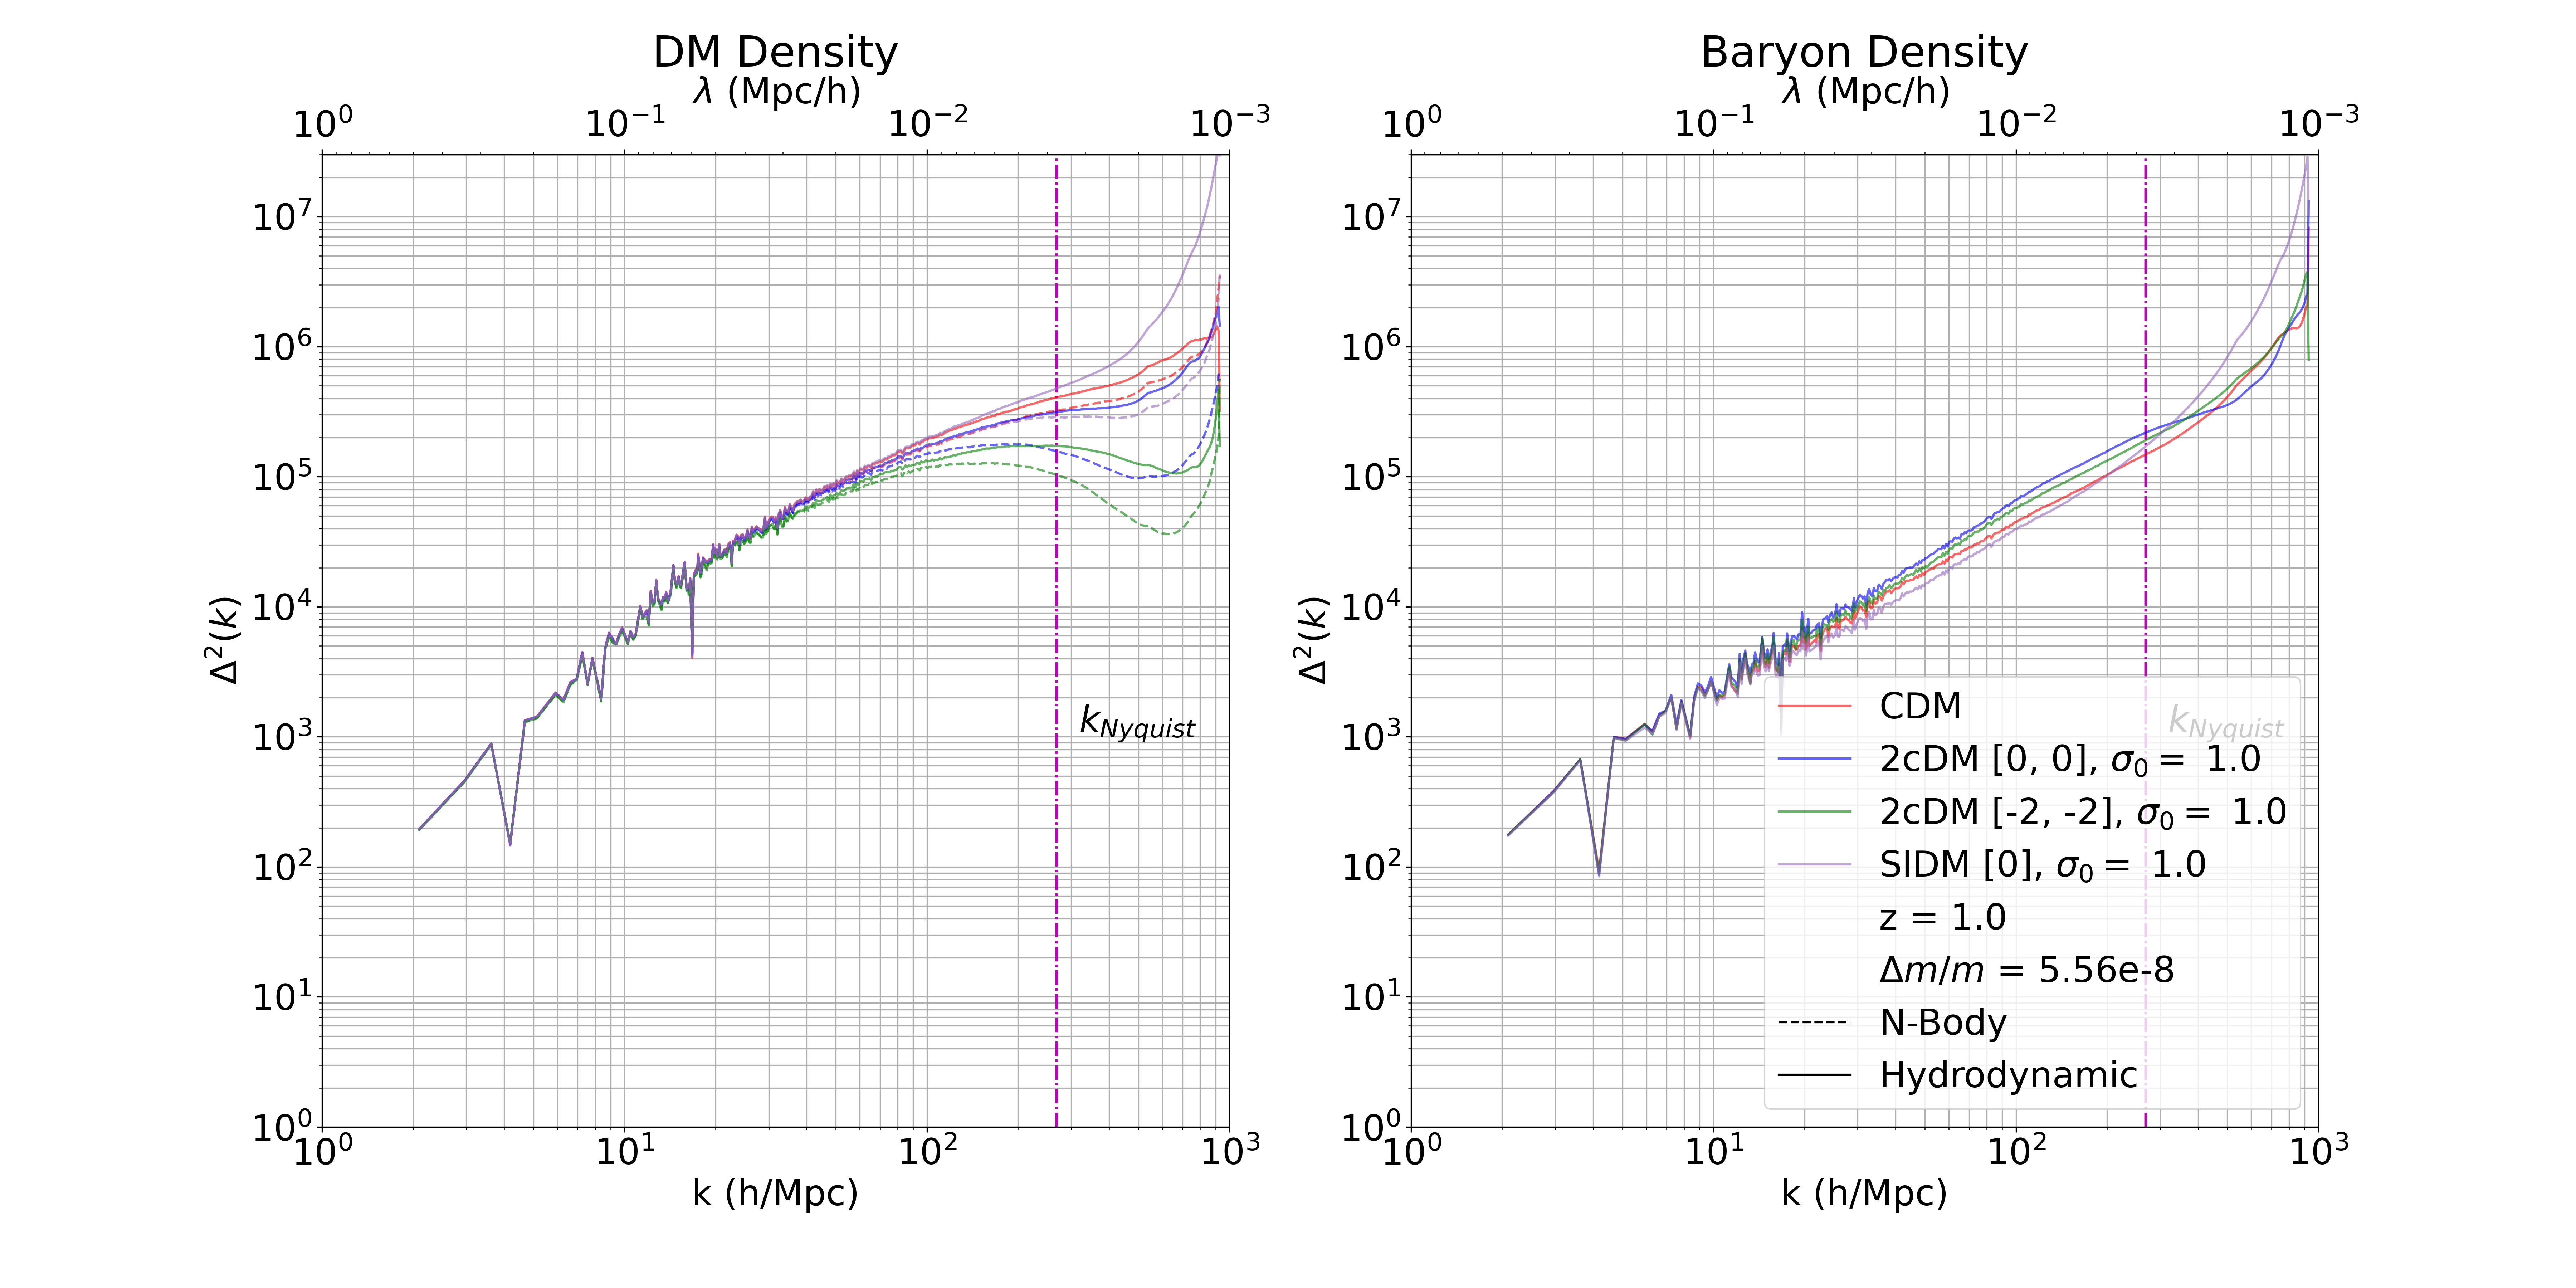 DM Density
λ (Mpc/h)
10⁰ 10⁻¹ 10⁻² 10⁻³
10⁷
10⁶
10⁵
10⁴
10³
10²
10¹
10⁰
Δ²(k)
k_Nyquist
10⁰ 10¹ 10² 10³
k (h/Mpc)
Baryon Density
λ (Mpc/h)
10⁰ 10⁻¹ 10⁻² 10⁻³
10⁷
10⁶
10⁵
10⁴
10³
10²
10¹
10⁰
Δ²(k)
k_Nyquist
CDM
2cDM [0, 0], σ₀ = 1.0
2cDM [-2, -2], σ₀ = 1.0
SIDM [0], σ₀ = 1.0
z = 1.0
Δm/m = 5.56e-8
N-Body
Hydrodynamic
10⁰ 10¹ 10² 10³
k (h/Mpc)